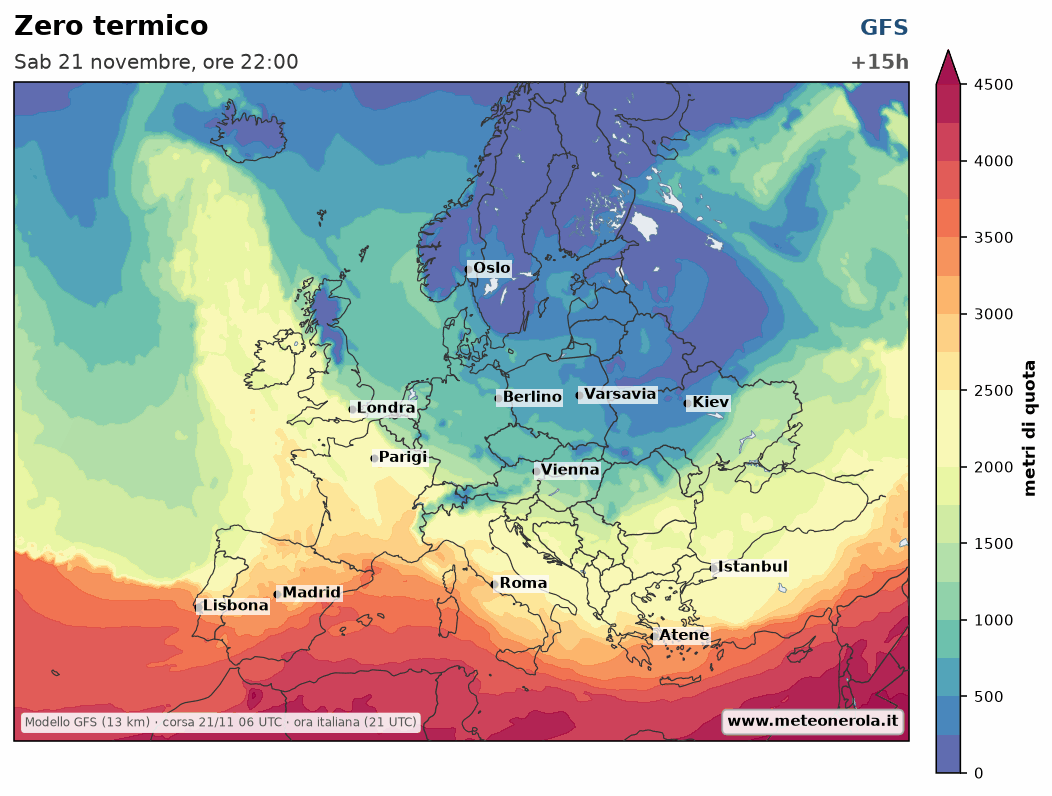 Zero termico
GFS
Sab 21 novembre, ore 22:00
+15h
4500
4000
3500
3000
2500
2000
1500
1000
500
0
metri di quota
Oslo
Berlino
Varsavia
Kiev
Londra
Parigi
Vienna
Istanbul
Roma
Madrid
Lisbona
Atene
Modello GFS (13 km) · corsa 21/11 06 UTC · ora italiana (21 UTC)
www.meteonerola.it